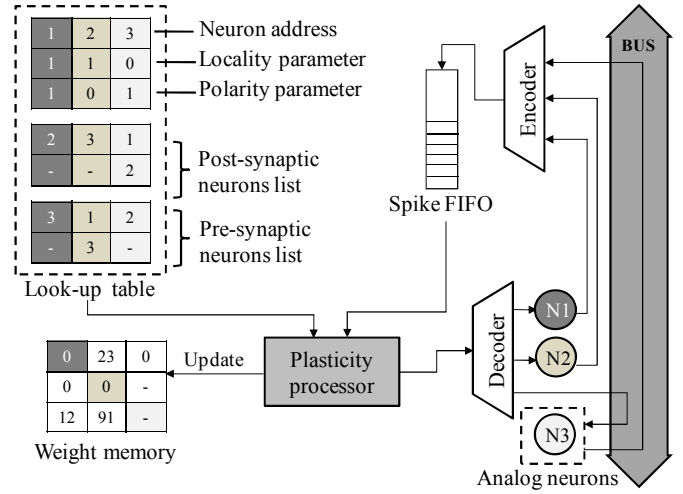 1 2 3 Neuron address
1 1 0 Locality parameter
1 0 1 Polarity parameter
2 3 1
- - 2
Post-synaptic
neurons list
3 1 2
- 3 -
Pre-synaptic
neurons list
Look-up table
Spike FIFO
Encoder
BUS
Decoder
N1
N2
N3
Analog neurons
Plasticity
processor
Update
0 23 0
0 0 -
12 91 -
Weight memory